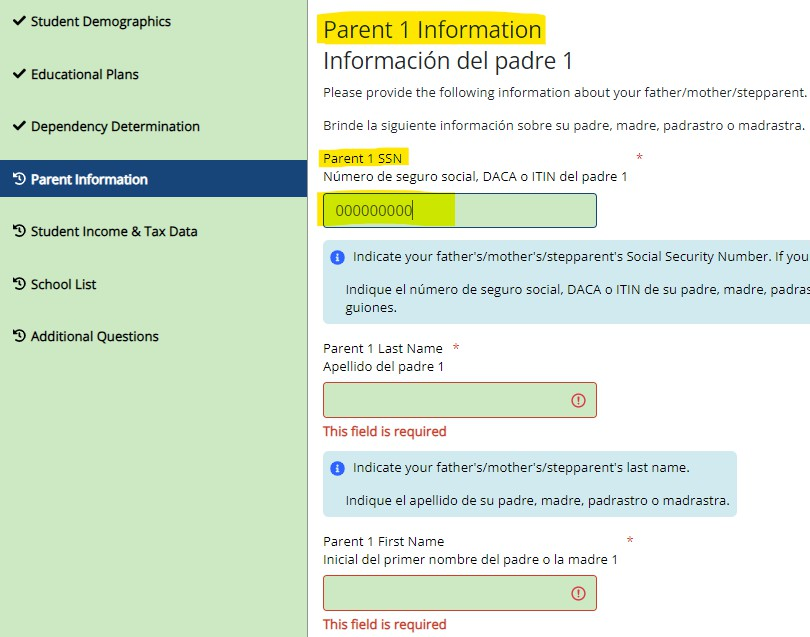 Student Demographics
Educational Plans
Dependency Determination
Parent Information
Student Income & Tax Data
School List
Additional Questions
Parent 1 Information
Información del padre 1
Please provide the following information about your father/mother/stepparent.
Brinde la siguiente información sobre su padre, madre, padrastro o madrastra.
Parent 1 SSN *
Número de seguro social, DACA o ITIN del padre 1
000000000
Indicate your father's/mother's/stepparent's Social Security Number. If you
Indique el número de seguro social, DACA o ITIN de su padre, madre, padras
guiones.
Parent 1 Last Name *
Apellido del padre 1
This field is required
Indicate your father's/mother's/stepparent's last name.
Indique el apellido de su padre, madre, padrastro o madrastra.
Parent 1 First Name *
Inicial del primer nombre del padre o la madre 1
This field is required